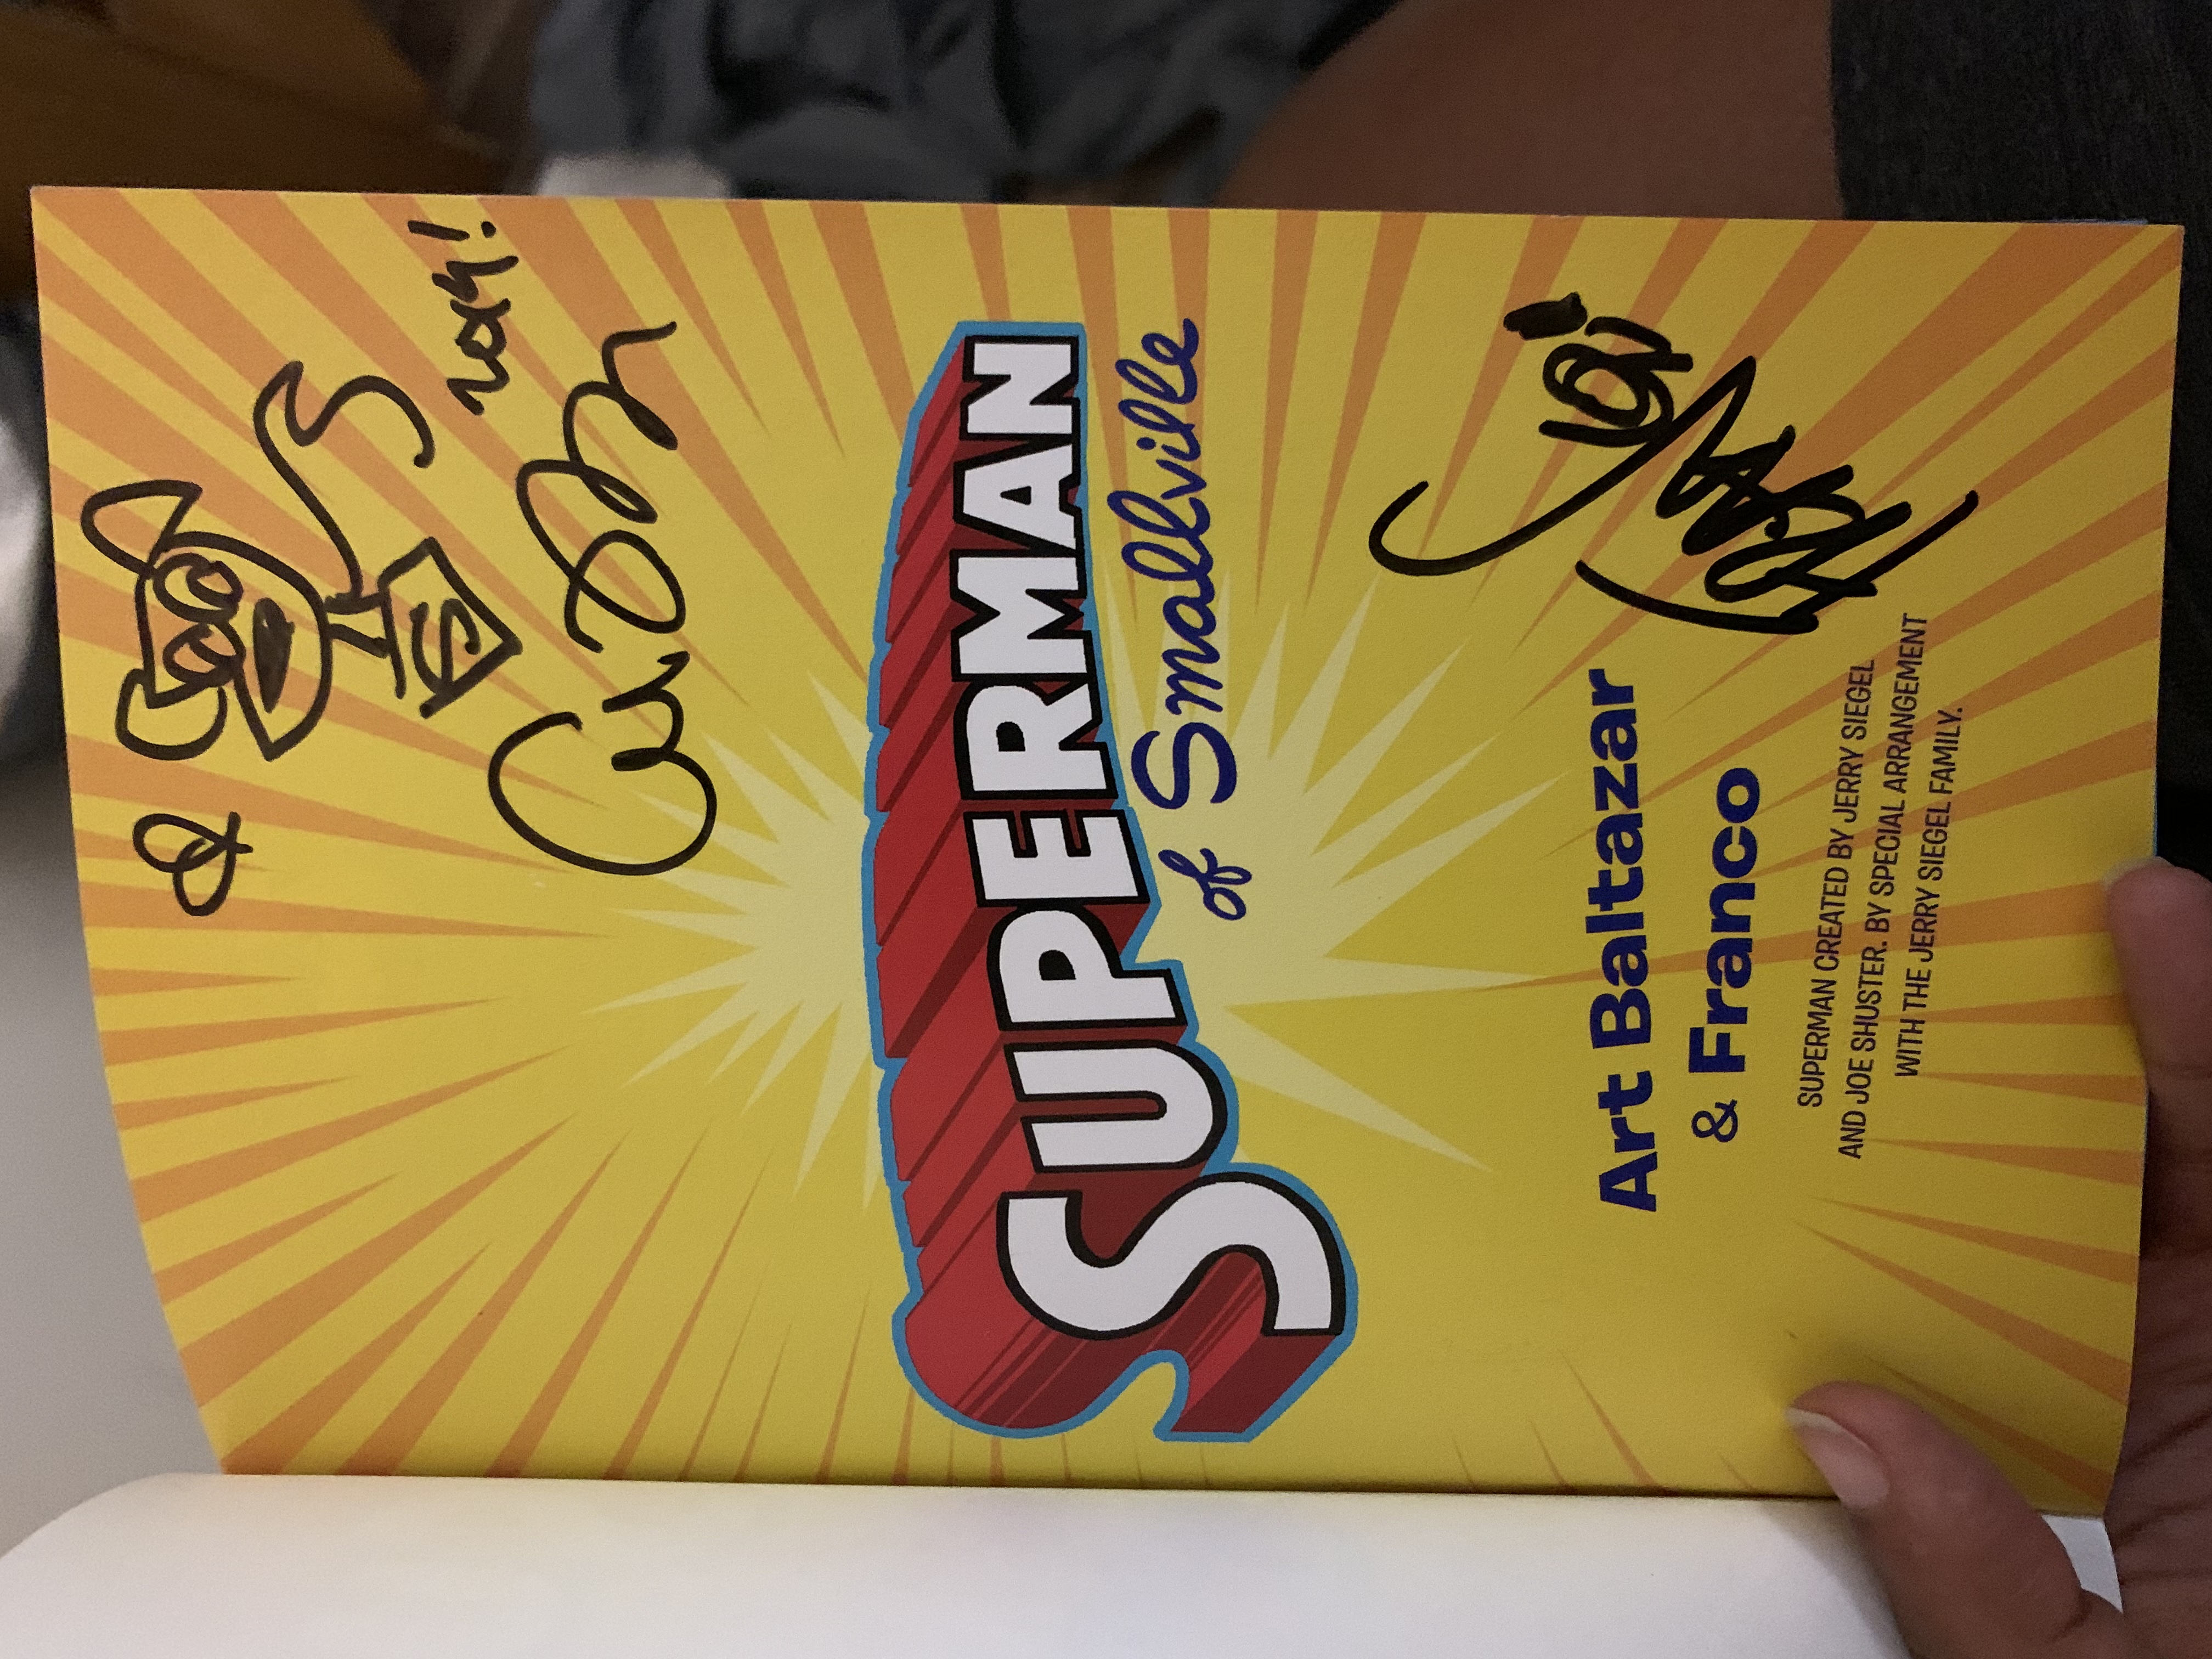 S
SUPERMAN
of Smallville
Art Baltazar
& Franco
SUPERMAN CREATED BY JERRY SIEGEL
AND JOE SHUSTER. BY SPECIAL ARRANGEMENT
WITH THE JERRY SIEGEL FAMILY.